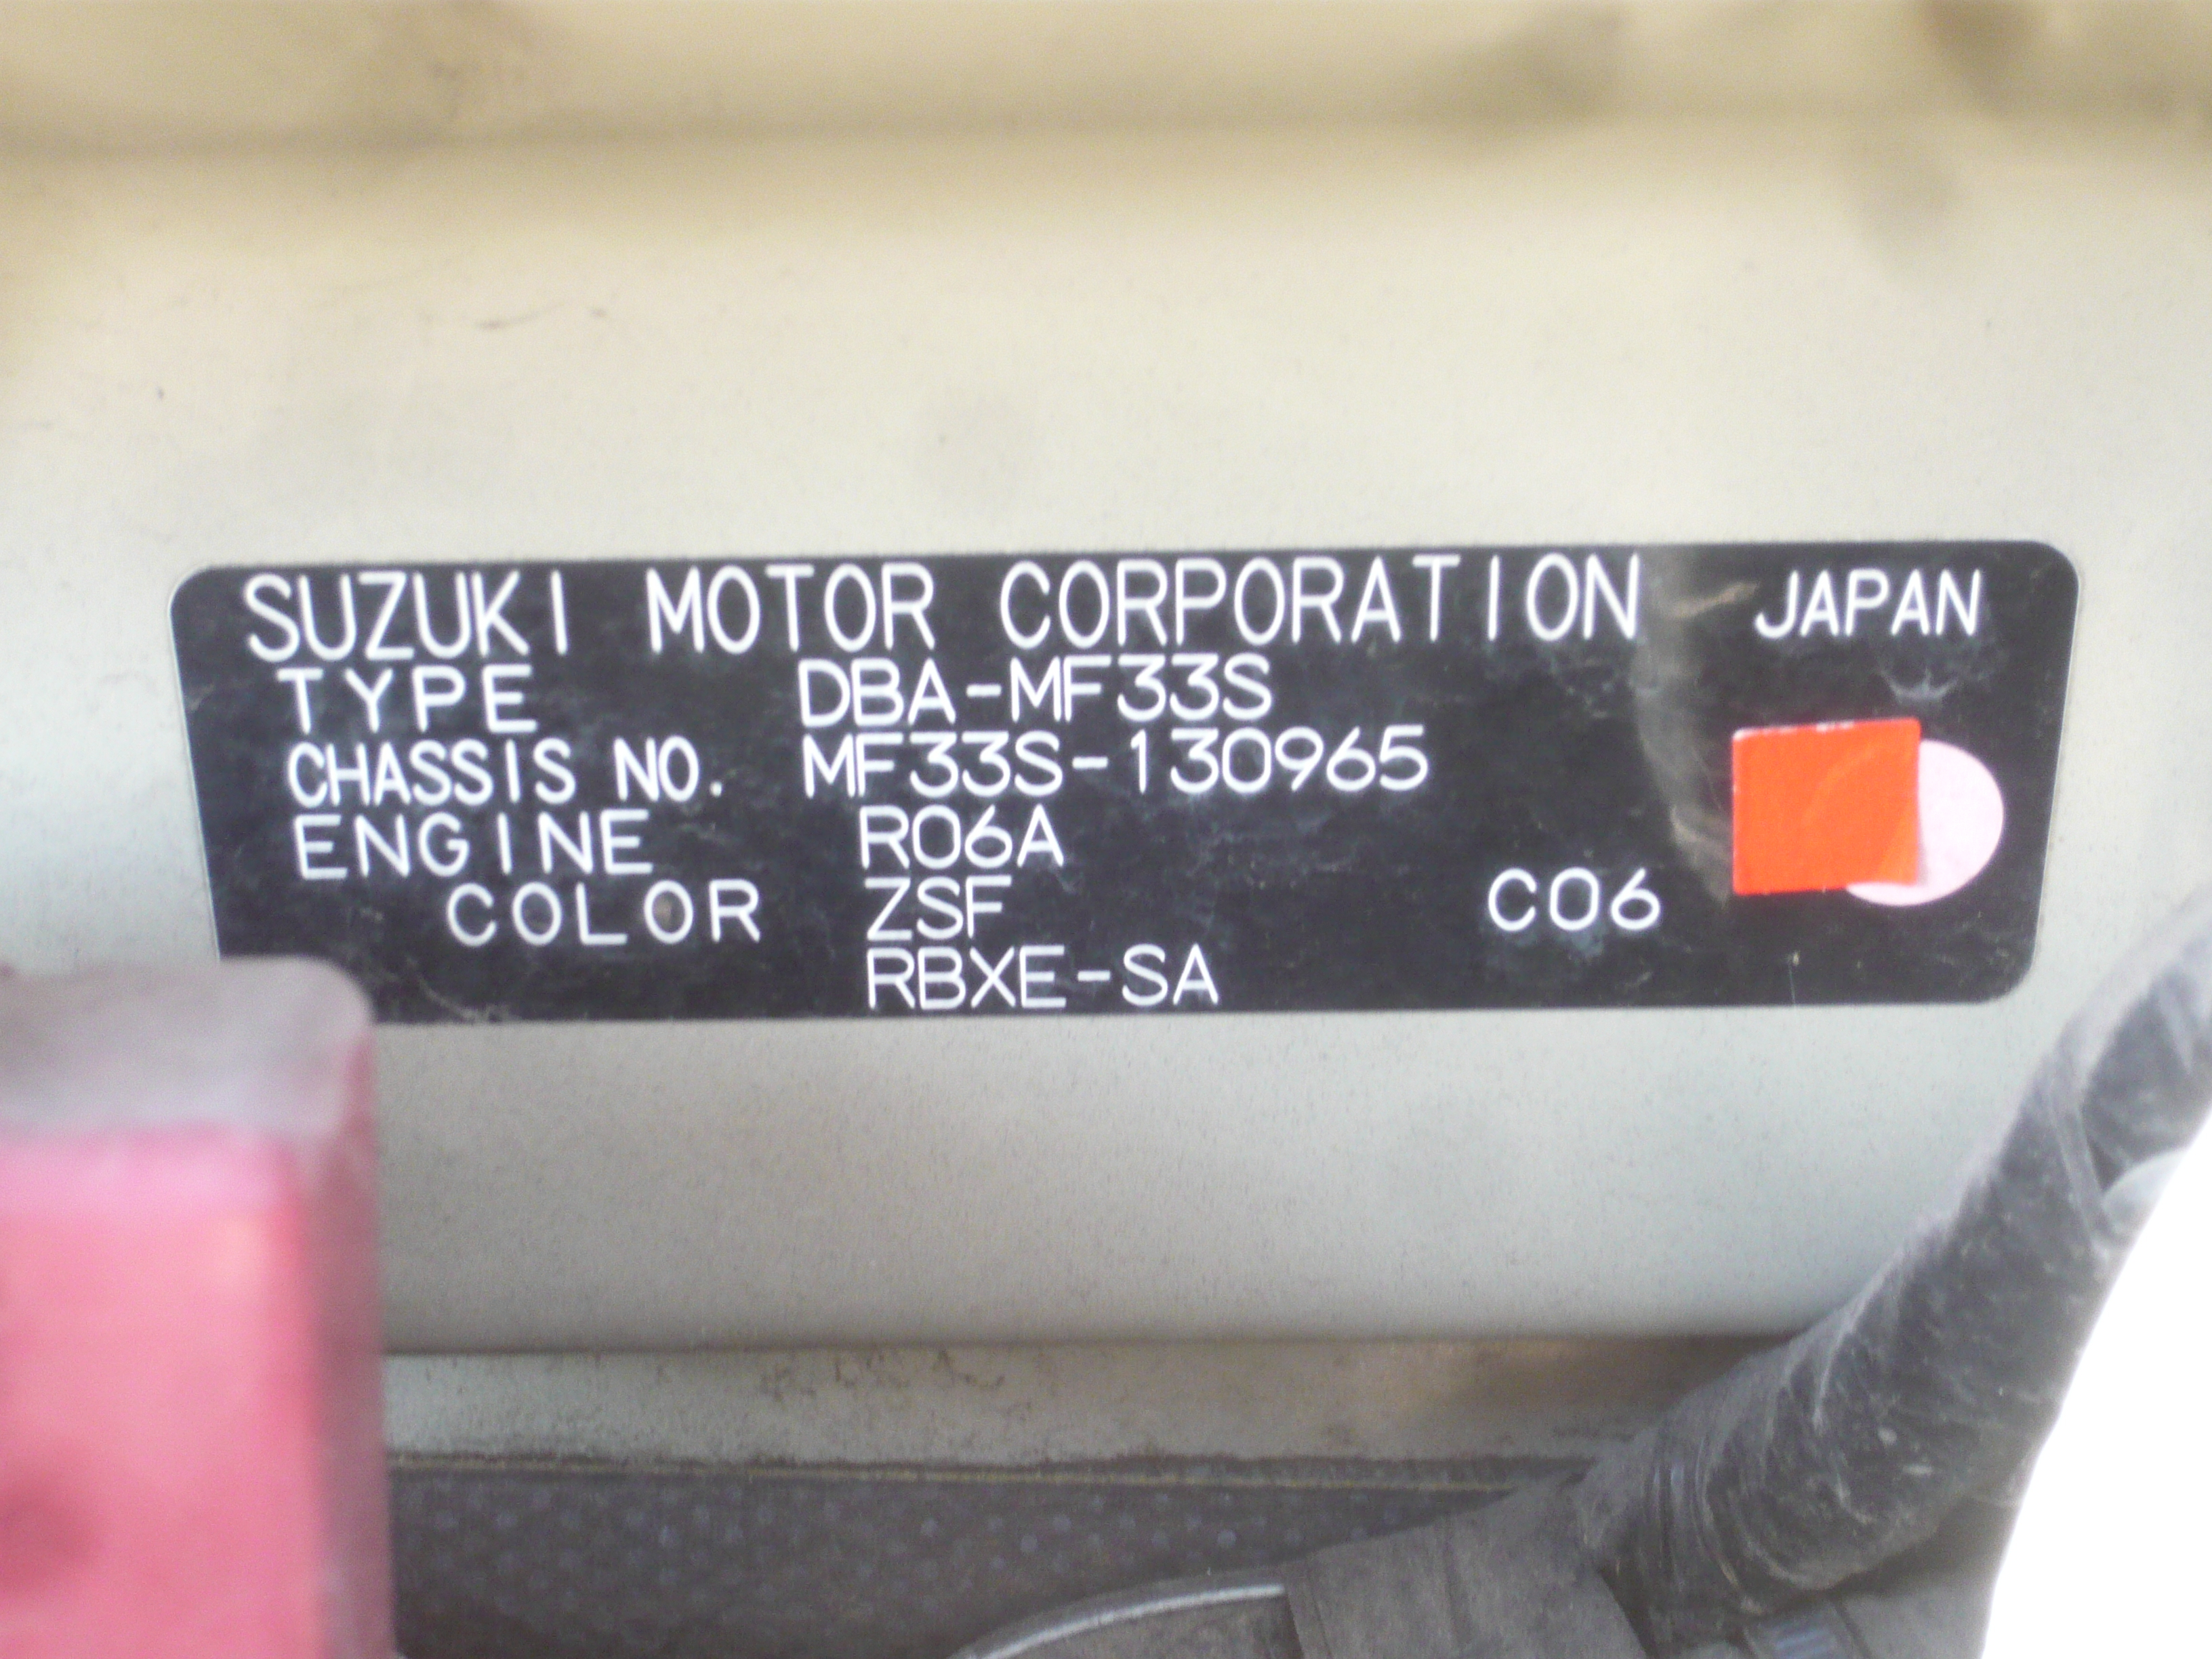 SUZUKI MOTOR CORPORATION JAPAN
TYPE DBA-MF33S
CHASSIS NO. MF33S-130965
ENGINE R06A
COLOR ZSF C06
RBXE-SA